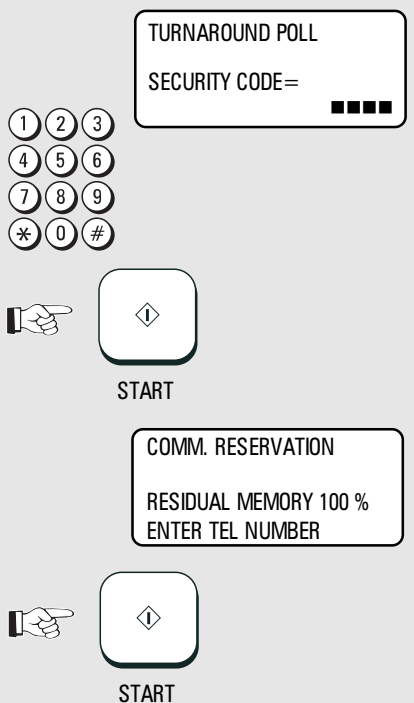 TURNAROUND POLL
SECURITY CODE=
■■■■
1 2 3
4 5 6
7 8 9
* 0 #
START
COMM. RESERVATION
RESIDUAL MEMORY 100 %
ENTER TEL NUMBER
START